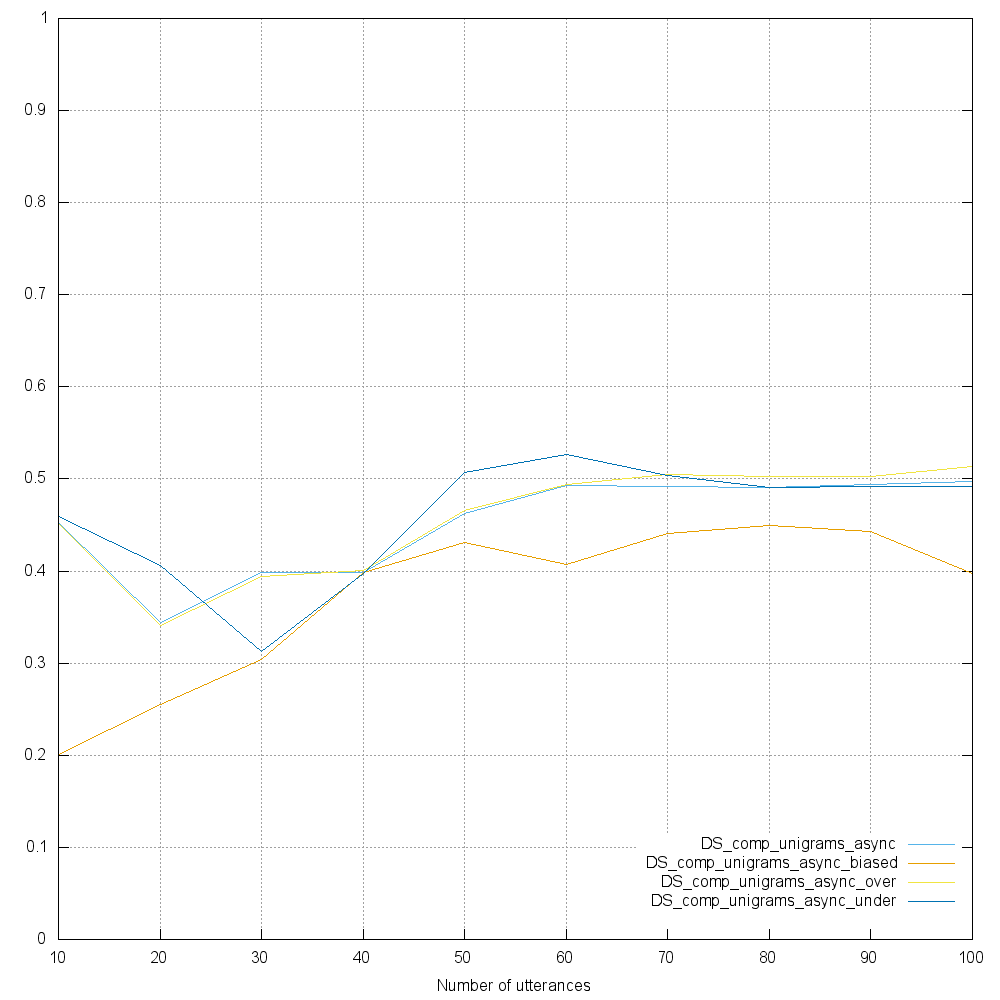 1
0.9
0.8
0.7
0.6
0.5
0.4
0.3
0.2
0.1
0
DS_comp_unigrams_async
DS_comp_unigrams_async_biased
DS_comp_unigrams_async_over
DS_comp_unigrams_async_under
10 20 30 40 50 60 70 80 90 100
Number of utterances